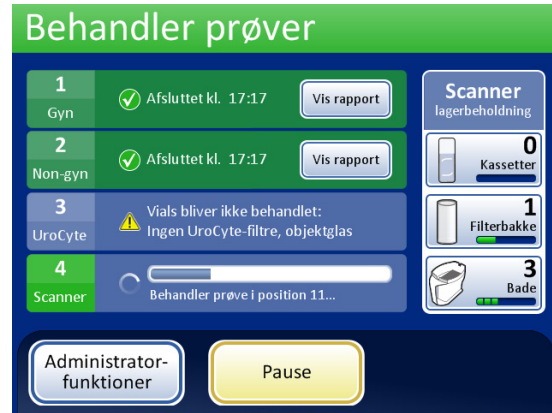 Behandler prøver
1
Gyn
Afsluttet kl. 17:17
Vis rapport
2
Non-gyn
Afsluttet kl. 17:17
Vis rapport
3
UroCyte
Vials bliver ikke behandlet:
Ingen UroCyte-filtre, objektglas
4
Scanner
Behandler prøve i position 11...
Scanner
lagerbeholdning
0
Kassetter
1
Filterbakke
3
Bade
Administrator-
funktioner
Pause